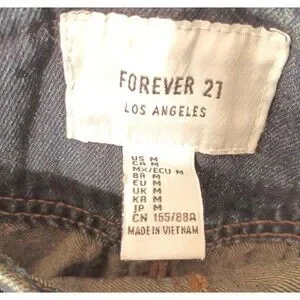 FOREVER 21
LOS ANGELES
US M
CA M
MX/ECU M
BR M
EU M
UK M
KR M
JP M
CN 165/88A
MADE IN VIETNAM